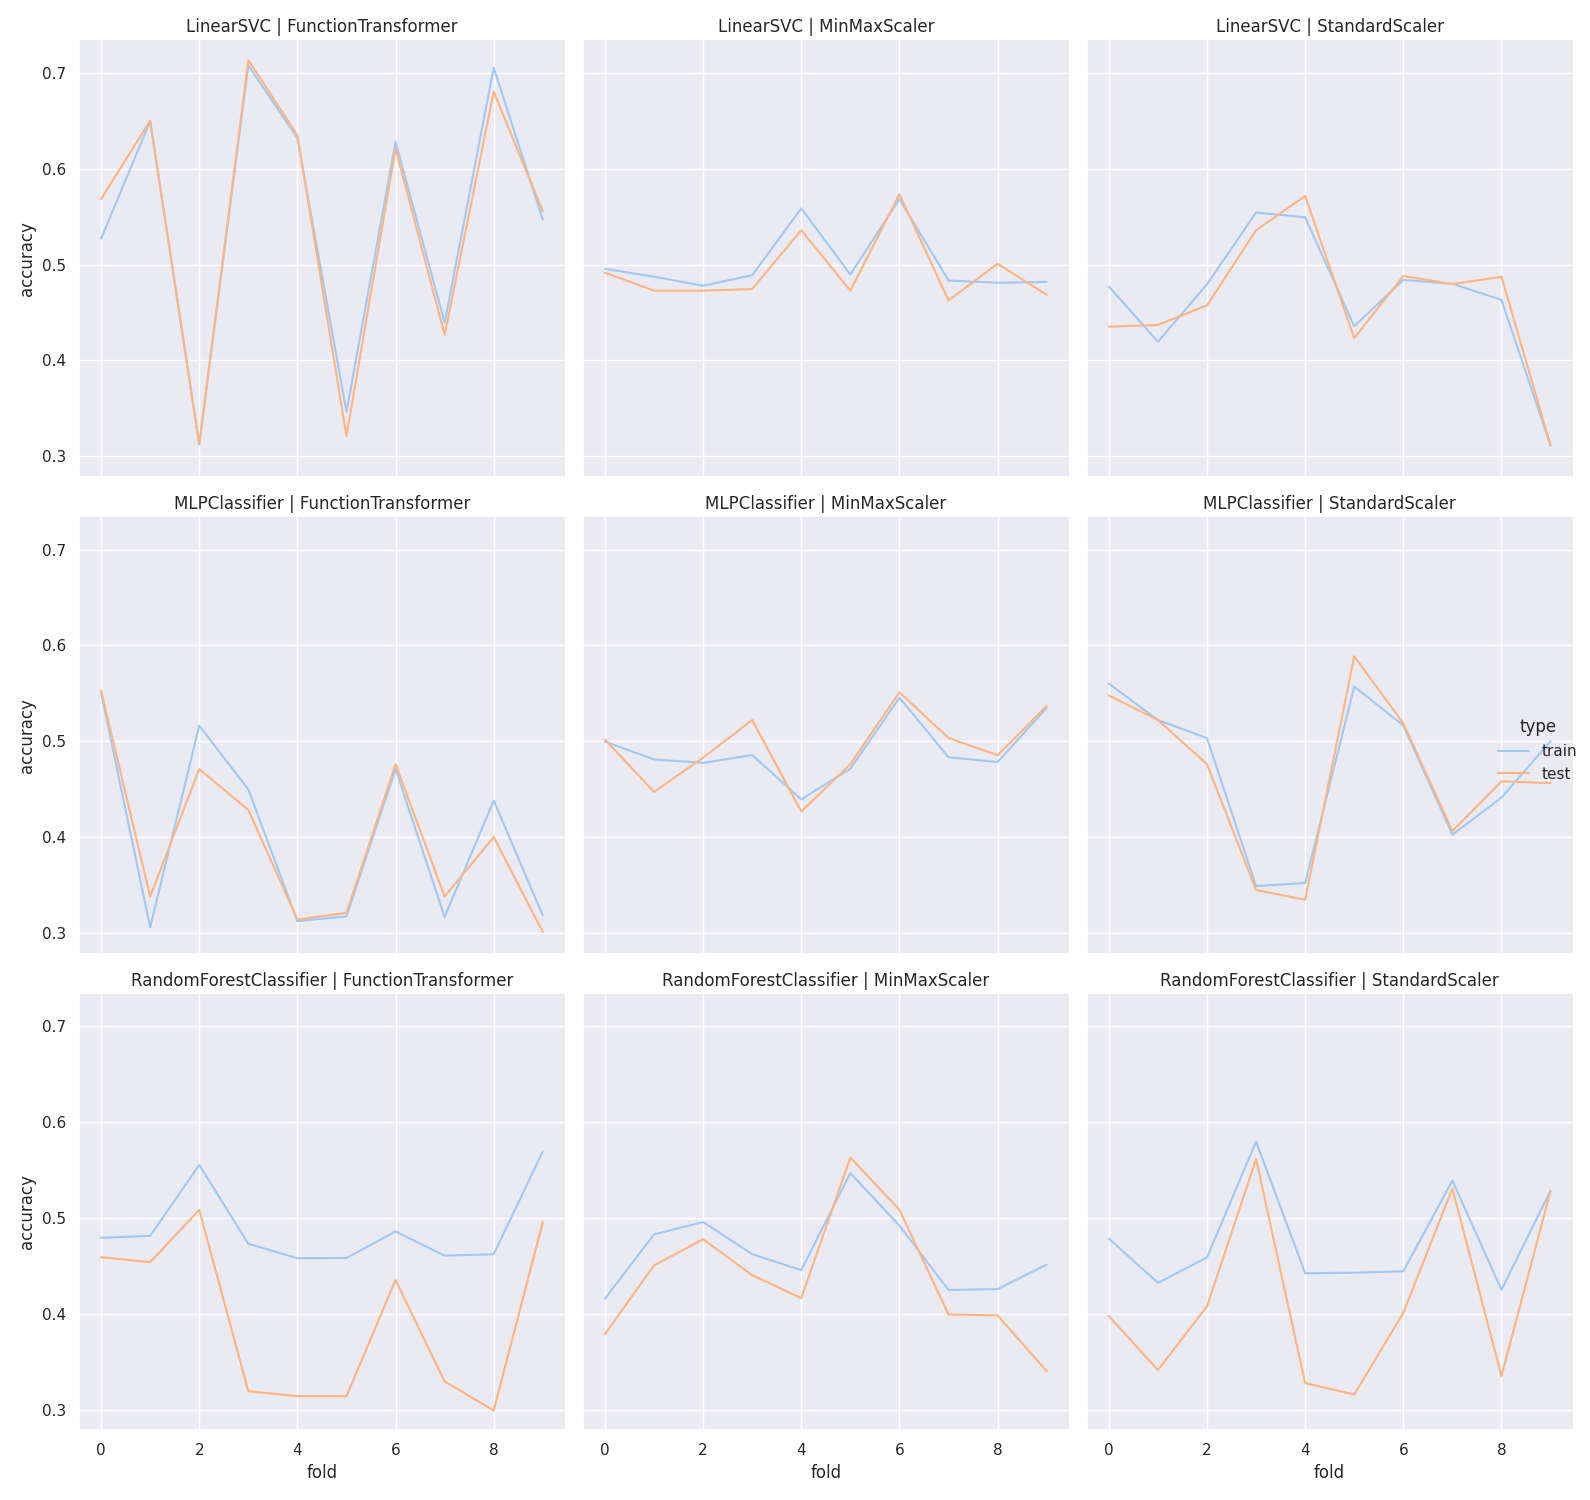 LinearSVC | FunctionTransformer
LinearSVC | MinMaxScaler
LinearSVC | StandardScaler
0.7
0.6
0.5
0.4
0.3
accuracy
MLPClassifier | FunctionTransformer
MLPClassifier | MinMaxScaler
MLPClassifier | StandardScaler
0.7
0.6
0.5
0.4
0.3
accuracy
type
train
test
RandomForestClassifier | FunctionTransformer
RandomForestClassifier | MinMaxScaler
RandomForestClassifier | StandardScaler
0.7
0.6
0.5
0.4
0.3
accuracy
0 2 4 6 8
0 2 4 6 8
0 2 4 6 8
fold
fold
fold